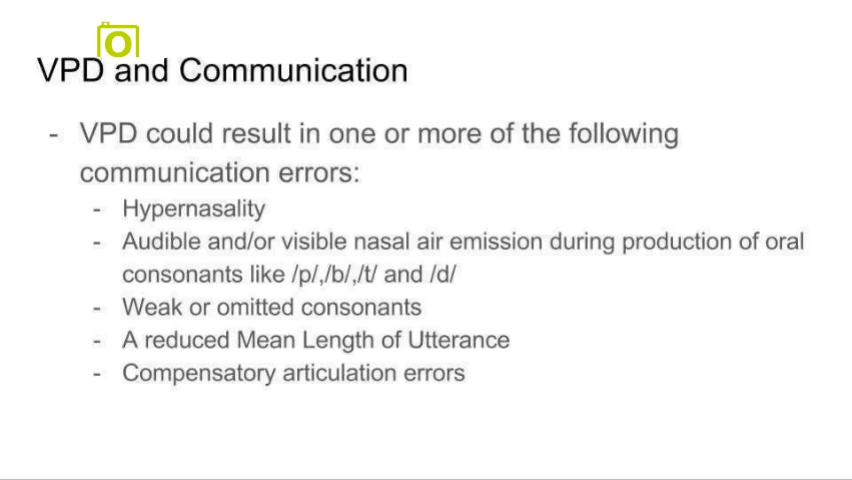 VPD and Communication
- VPD could result in one or more of the following
communication errors:
- Hypernasality
- Audible and/or visible nasal air emission during production of oral
consonants like /p/,/b/,/t/ and /d/
- Weak or omitted consonants
- A reduced Mean Length of Utterance
- Compensatory articulation errors